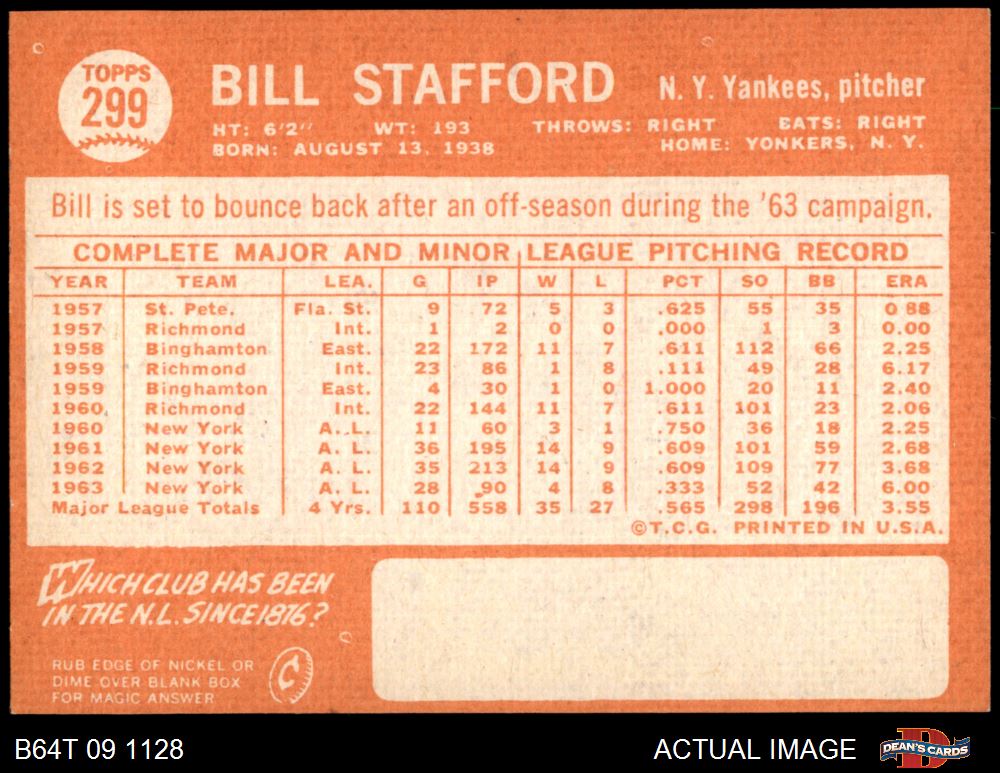 TOPPS
299
BILL STAFFORD N. Y. Yankees, pitcher
HT: 6'2" WT: 193 THROWS: RIGHT BATS: RIGHT
BORN: AUGUST 13, 1938 HOME: YONKERS, N. Y.
Bill is set to bounce back after an off-season during the '63 campaign.
COMPLETE MAJOR AND MINOR LEAGUE PITCHING RECORD
YEAR TEAM LEA. G IP W L PCT SO BB ERA
1957 St. Pete. Fla. St. 9 72 5 3 .625 55 35 0 88
1957 Richmond Int. 1 2 0 0 .000 1 3 0.00
1958 Binghamton East. 22 172 11 7 .611 112 66 2.25
1959 Richmond Int. 23 86 1 8 .111 49 28 6.17
1959 Binghamton East. 4 30 1 0 1.000 20 11 2.40
1960 Richmond Int. 22 144 11 7 .611 101 23 2.06
1960 New York A. L. 11 60 3 1 .750 36 18 2.25
1961 New York A. L. 36 195 14 9 .609 101 59 2.68
1962 New York A. L. 35 213 14 9 .609 109 77 3.68
1963 New York A. L. 28 90 4 8 .333 52 42 6.00
Major League Totals 4 Yrs. 110 558 35 27 .565 298 196 3.55
©T.C.G. PRINTED IN U.S.A.
WHICH CLUB HAS BEEN
IN THE N.L. SINCE 1876?
RUB EDGE OF NICKEL OR
DIME OVER BLANK BOX
FOR MAGIC ANSWER
C
B64T 09 1128 ACTUAL IMAGE DEAN'S CARDS